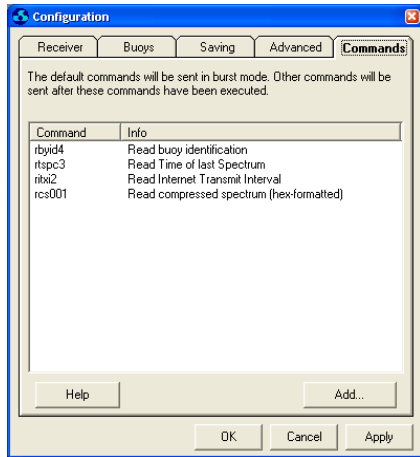 Configuration
Receiver Buoys Saving Advanced Commands
The default commands will be sent in burst mode. Other commands will be
sent after these commands have been executed.
Command Info
rbyid4 Read buoy identification
rtspc3 Read Time of last Spectrum
ritxi2 Read Internet Transmit Interval
rcs001 Read compressed spectrum (hex-formatted)
Help Add...
OK Cancel Apply